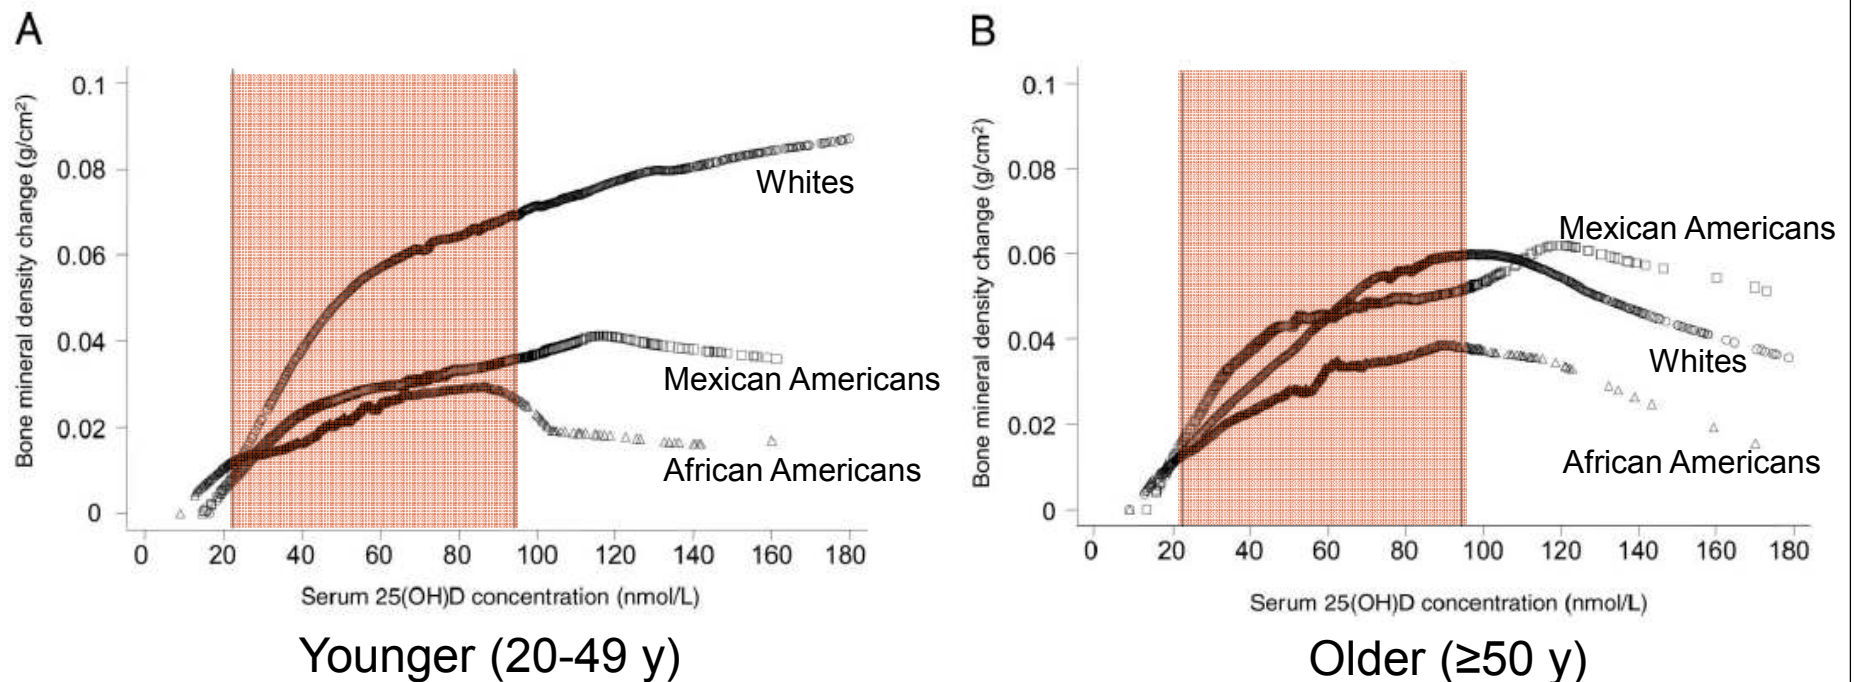 A
Bone mineral density change (g/cm²)
0.1
0.08
0.06
0.04
0.02
0
Whites
Mexican Americans
African Americans
0 20 40 60 80 100 120 140 160 180
Serum 25(OH)D concentration (nmol/L)
Younger (20-49 y)
B
Bone mineral density change (g/cm²)
0.1
0.08
0.06
0.04
0.02
0
Mexican Americans
Whites
African Americans
0 20 40 60 80 100 120 140 160 180
Serum 25(OH)D concentration (nmol/L)
Older (≥50 y)